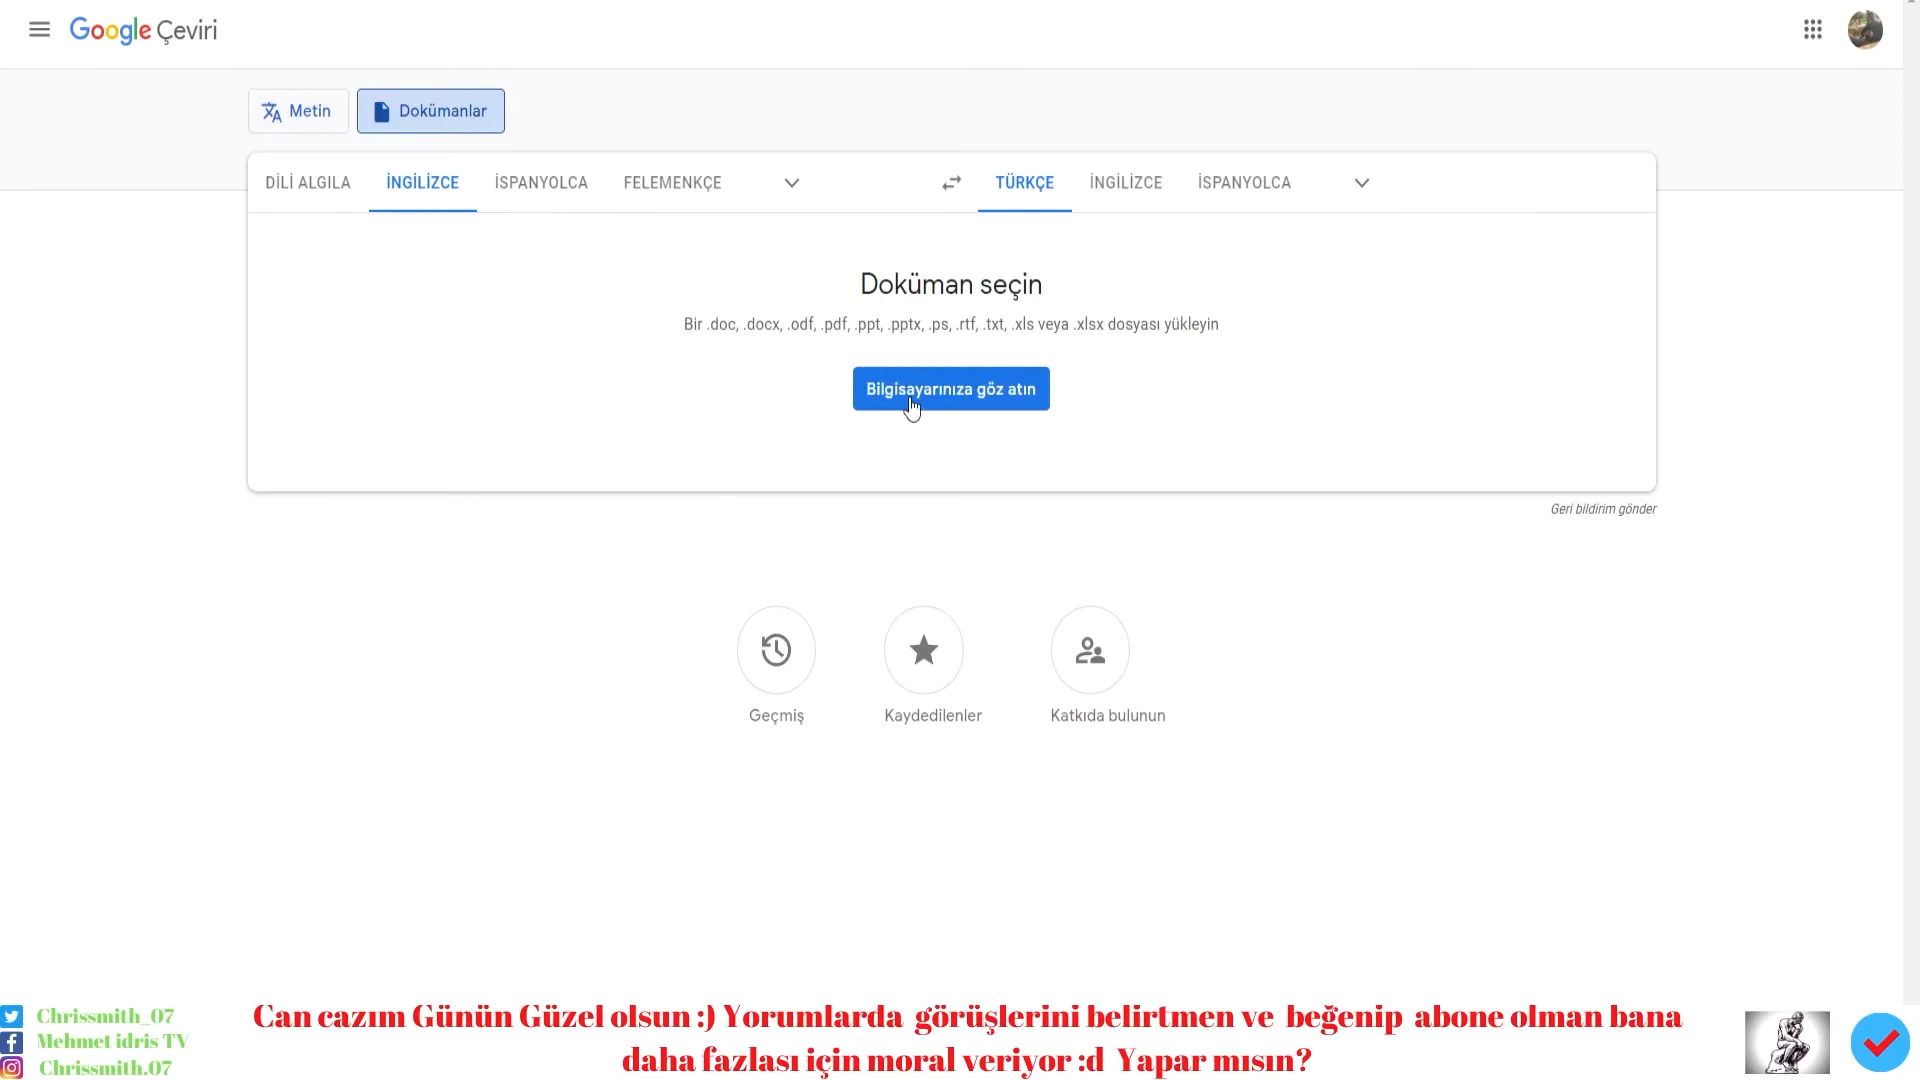 Google Çeviri
Metin
Dokümanlar
DİLİ ALGILA İNGİLİZCE İSPANYOLCA FELEMENKÇE TÜRKÇE İNGİLİZCE İSPANYOLCA
Doküman seçin
Bir .doc, .docx, .odf, .pdf, .ppt, .pptx, .ps, .rtf, .txt, .xls veya .xlsx dosyası yükleyin
Bilgisayarınıza göz atın
Geri bildirim gönder
Geçmiş
Kaydedilenler
Katkıda bulunun
Chrissmith_07
Mehmet idris TV
Chrissmith.07
Can cazım Günün Güzel olsun :) Yorumlarda görüşlerini belirtmen ve beğenip abone olman bana
daha fazlası için moral veriyor :d Yapar mısın?